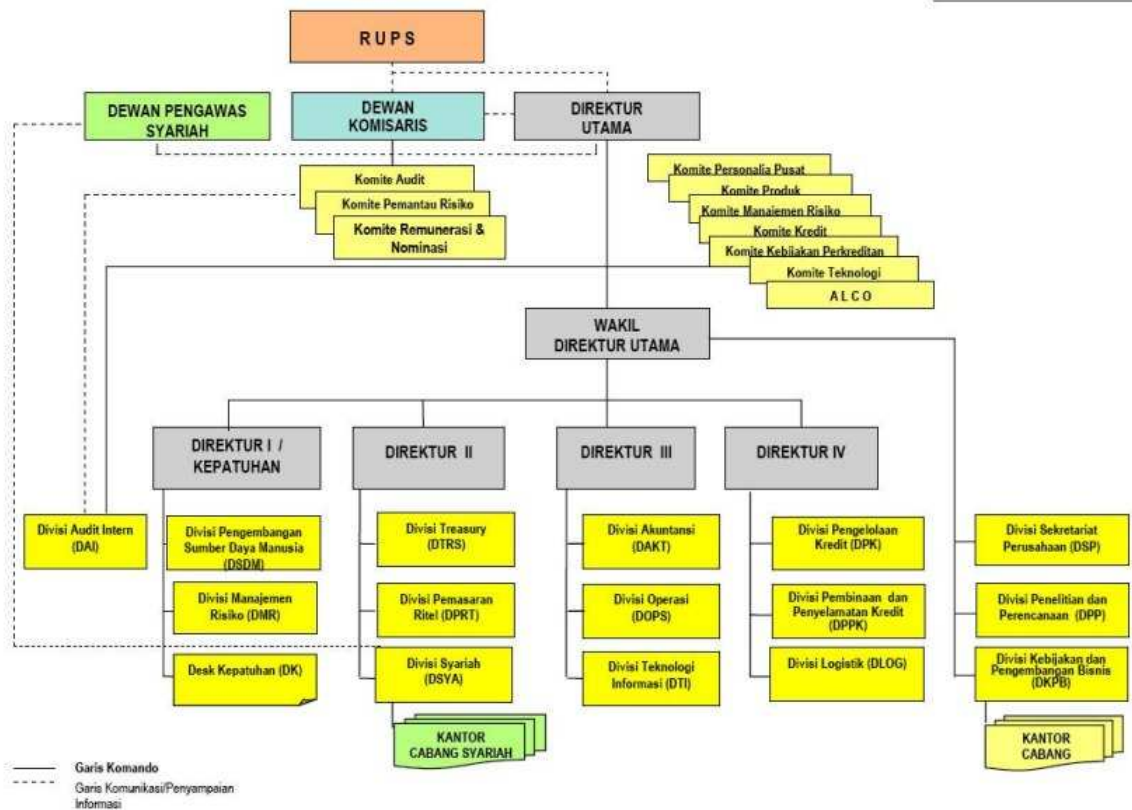 R U P S
DEWAN PENGAWAS
SYARIAH
DEWAN
KOMISARIS
DIREKTUR
UTAMA
Komite Audit
Komite Pemantau Risiko
Komite Remunerasi &
Nominasi
Komite Personalia Pusat
Komite Produk
Komite Manajemen Risiko
Komite Kredit
Komite Kebijakan Perkreditan
Komite Teknologi
A L C O
WAKIL
DIREKTUR UTAMA
DIREKTUR I /
KEPATUHAN
DIREKTUR II
DIREKTUR III
DIREKTUR IV
Divisi Audit Intern
(DAI)
Divisi Pengembangan
Sumber Daya Manusia
(DSDM)
Divisi Treasury
(DTRS)
Divisi Akuntansi
(DAKT)
Divisi Pengelolaan
Kredit (DPK)
Divisi Sekretariat
Perusahaan (DSP)
Divisi Manajemen
Risiko (DMR)
Divisi Pemasaran
Ritel (DPRT)
Divisi Operasi
(DOPS)
Divisi Pembinaan dan
Penyelamatan Kredit
(DPPK)
Divisi Penelitian dan
Perencanaan (DPP)
Desk Kepatuhan (DK)
Divisi Syariah
(DSYA)
Divisi Teknologi
Informasi (DTI)
Divisi Logistik (DLOG)
Divisi Kebijakan dan
Pengembangan Bisnis
(DKPB)
KANTOR
CABANG SYARIAH
KANTOR
CABANG
Garis Komando
Garis Komunikasi/Penyampaian
Informasi